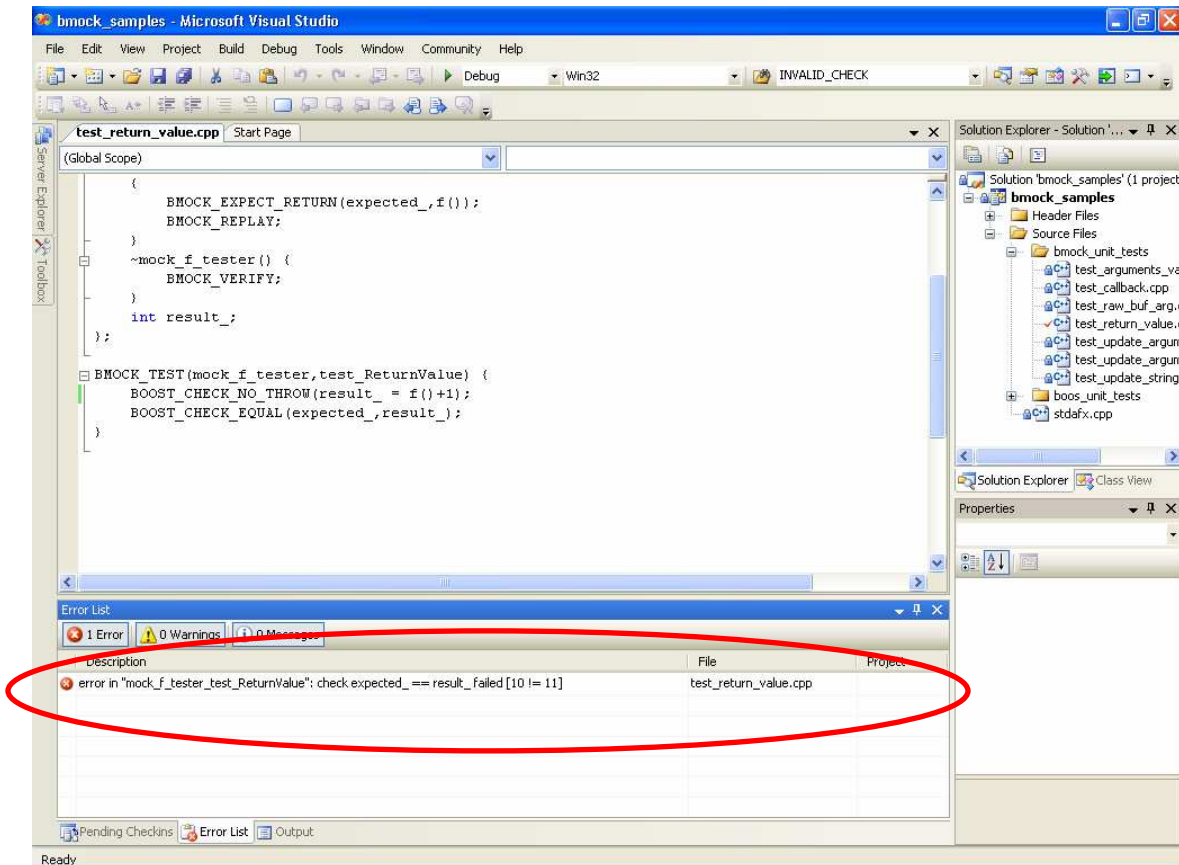 bmock_samples - Microsoft Visual Studio
File Edit View Project Build Debug Tools Window Community Help
Debug Win32 INVALID_CHECK
test_return_value.cpp Start Page
(Global Scope)
{
BMOCK_EXPECT_RETURN(expected_,f());
BMOCK_REPLAY;
}
~mock_f_tester() {
BMOCK_VERIFY;
}
int result_;
};
BMOCK_TEST(mock_f_tester,test_ReturnValue) {
BOOST_CHECK_NO_THROW(result_ = f()+1);
BOOST_CHECK_EQUAL(expected_,result_);
}
Server Explorer
Toolbox
Solution Explorer - Solution '...
Solution 'bmock_samples' (1 project
bmock_samples
Header Files
Source Files
bmock_unit_tests
test_arguments_va
test_callback.cpp
test_raw_buf_arg.
test_return_value.
test_update_argum
test_update_argum
test_update_string
boos_unit_tests
stdafx.cpp
Solution Explorer Class View
Properties
Error List
1 Error 0 Warnings 0 Messages
Description File Project
error in "mock_f_tester_test_ReturnValue": check expected_ == result_ failed [10 != 11] test_return_value.cpp
Pending Checkins Error List Output
Ready